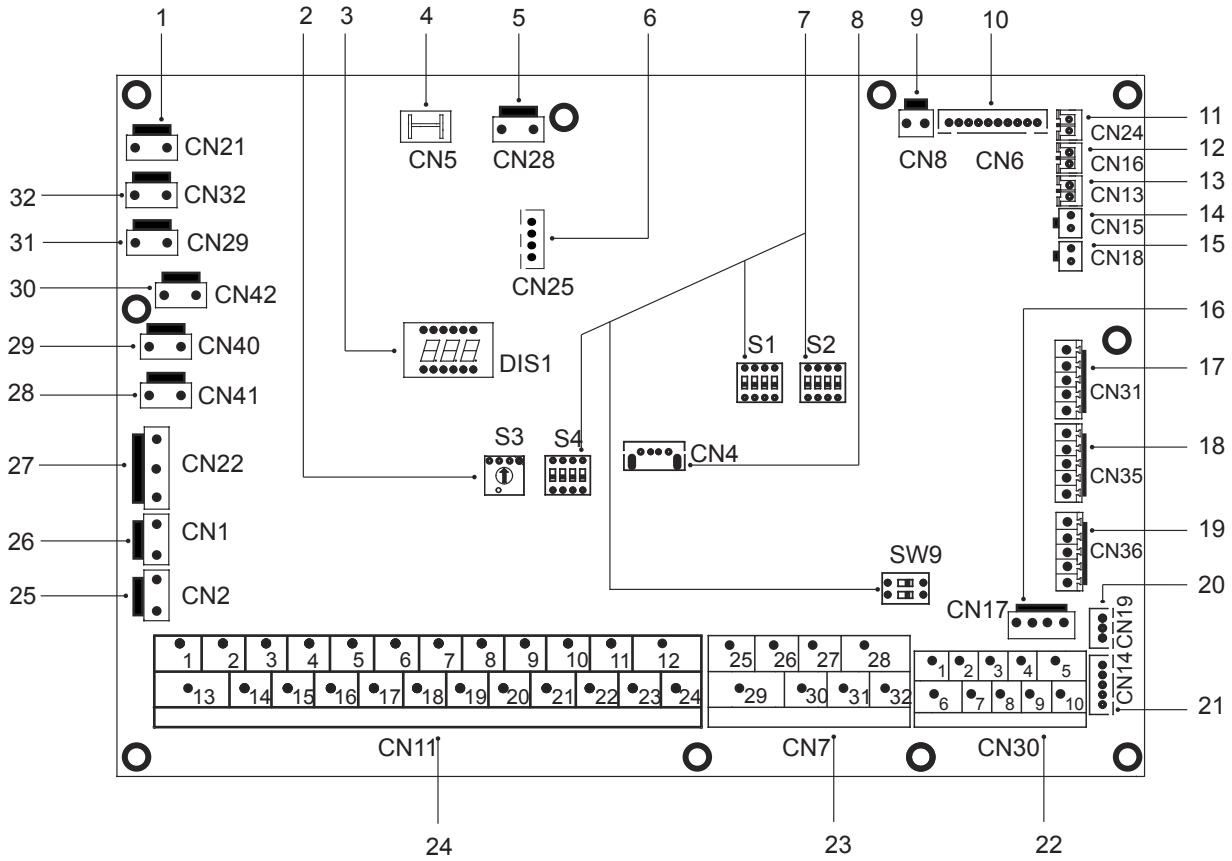 1 2 3 4 5 6 7 8 9 10
11
CN21 CN5 CN28 CN8 CN6 CN24
12
CN16
32 CN32 13
CN13
14
31 CN29 CN15
15
CN25 CN18
30 CN42
16
29 CN40 DIS1 S1 S2
17
28 CN41 CN31
S3 S4 18
27 CN22 CN4 CN35
19
26 CN1 CN36
SW9
25 CN2 20
CN17 CN19
1 2 3 4 5 6 7 8 9 10 11 12 25 26 27 28 1 2 3 4 5
CN14
13 14 15 16 17 18 19 20 21 22 23 24 29 30 31 32 6 7 8 9 10
21
CN11 CN7 CN30
24 23 22